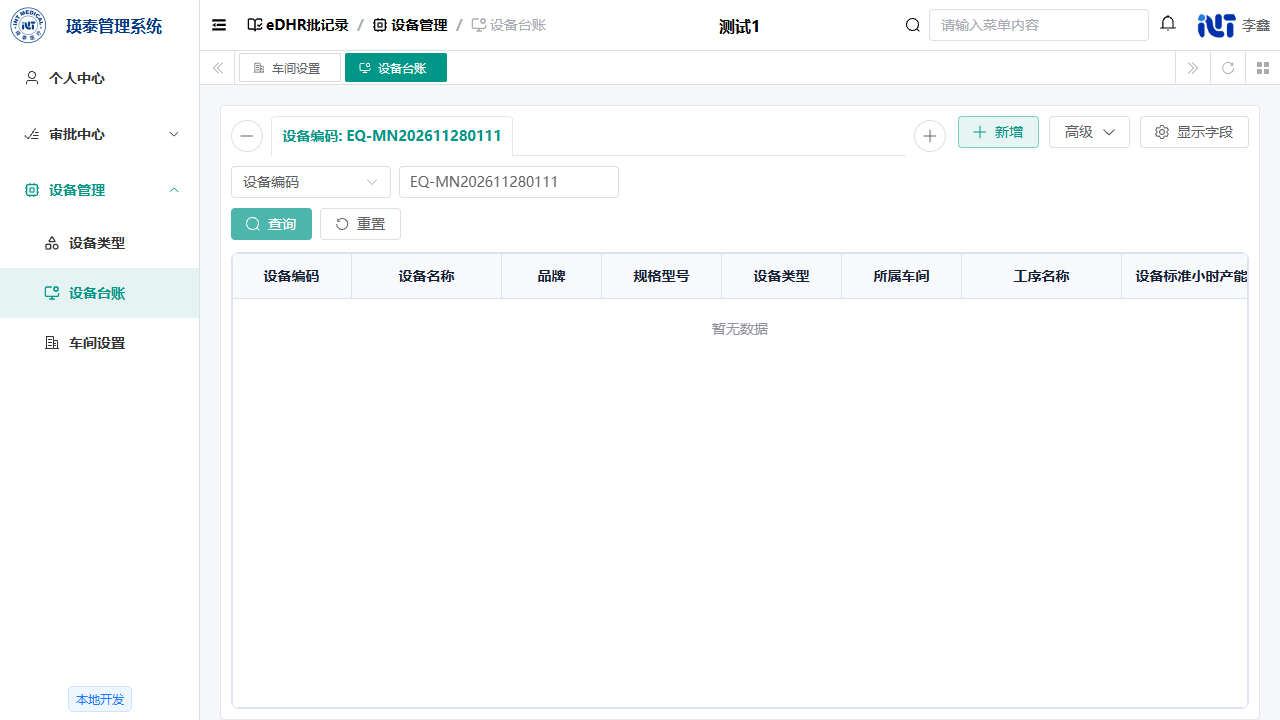 瑛泰管理系统
eDHR批记录 / 设备管理 / 设备台账
测试1
请输入菜单内容
李鑫
车间设置
设备台账
个人中心
审批中心
设备管理
设备类型
设备台账
车间设置
本地开发
设备编码: EQ-MN202611280111
新增
高级
显示字段
设备编码
EQ-MN202611280111
查询
重置
设备编码 设备名称 品牌 规格型号 设备类型 所属车间 工序名称 设备标准小时产能
暂无数据